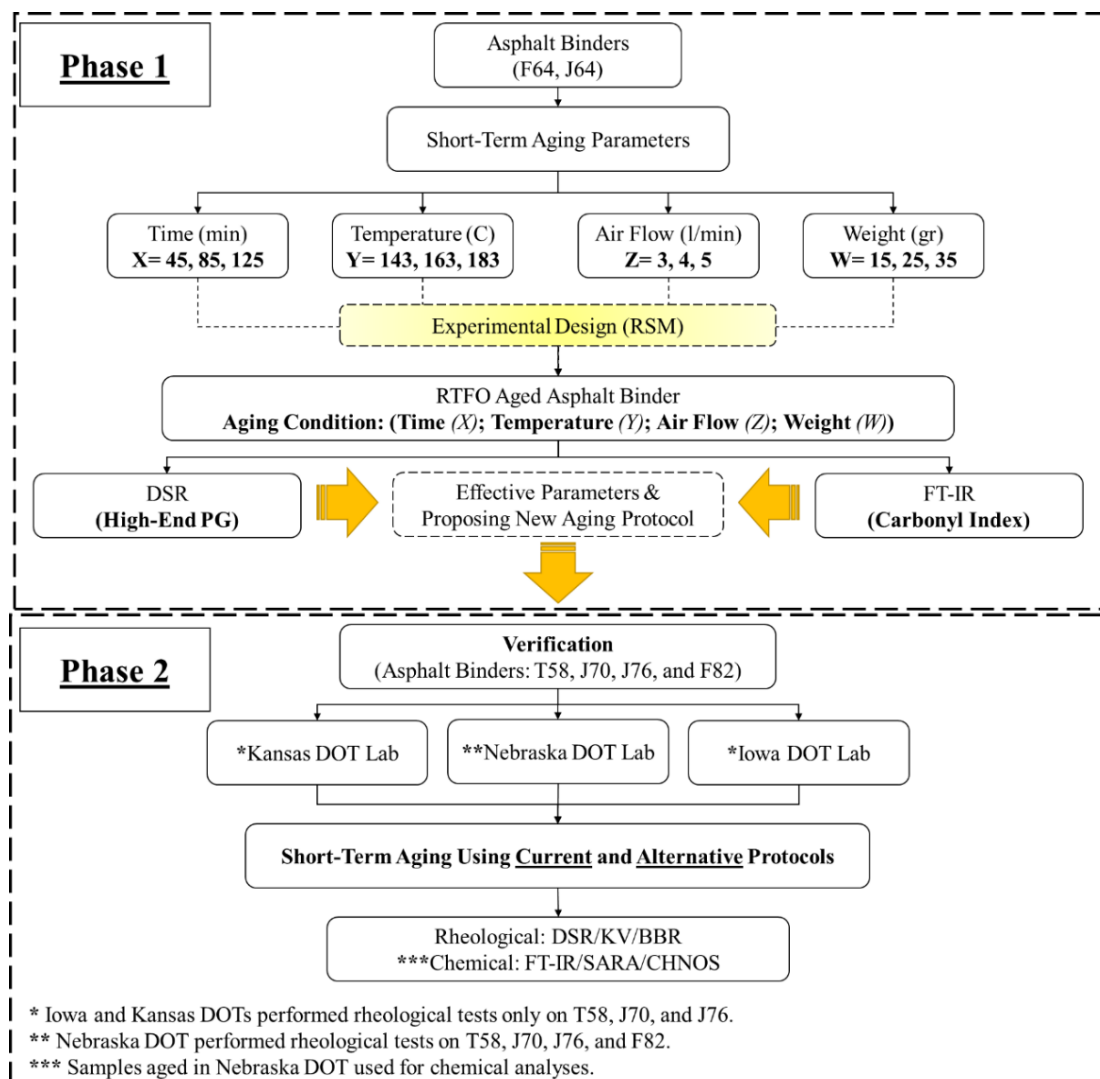 Phase 1
Asphalt Binders
(F64, J64)
Short-Term Aging Parameters
Time (min)
X= 45, 85, 125
Temperature (C)
Y= 143, 163, 183
Air Flow (l/min)
Z= 3, 4, 5
Weight (gr)
W= 15, 25, 35
Experimental Design (RSM)
RTFO Aged Asphalt Binder
Aging Condition: (Time (X); Temperature (Y); Air Flow (Z); Weight (W))
DSR
(High-End PG)
Effective Parameters &
Proposing New Aging Protocol
FT-IR
(Carbonyl Index)
Phase 2
Verification
(Asphalt Binders: T58, J70, J76, and F82)
*Kansas DOT Lab
**Nebraska DOT Lab
*Iowa DOT Lab
Short-Term Aging Using Current and Alternative Protocols
Rheological: DSR/KV/BBR
***Chemical: FT-IR/SARA/CHNOS
* Iowa and Kansas DOTs performed rheological tests only on T58, J70, and J76.
** Nebraska DOT performed rheological tests on T58, J70, J76, and F82.
*** Samples aged in Nebraska DOT used for chemical analyses.